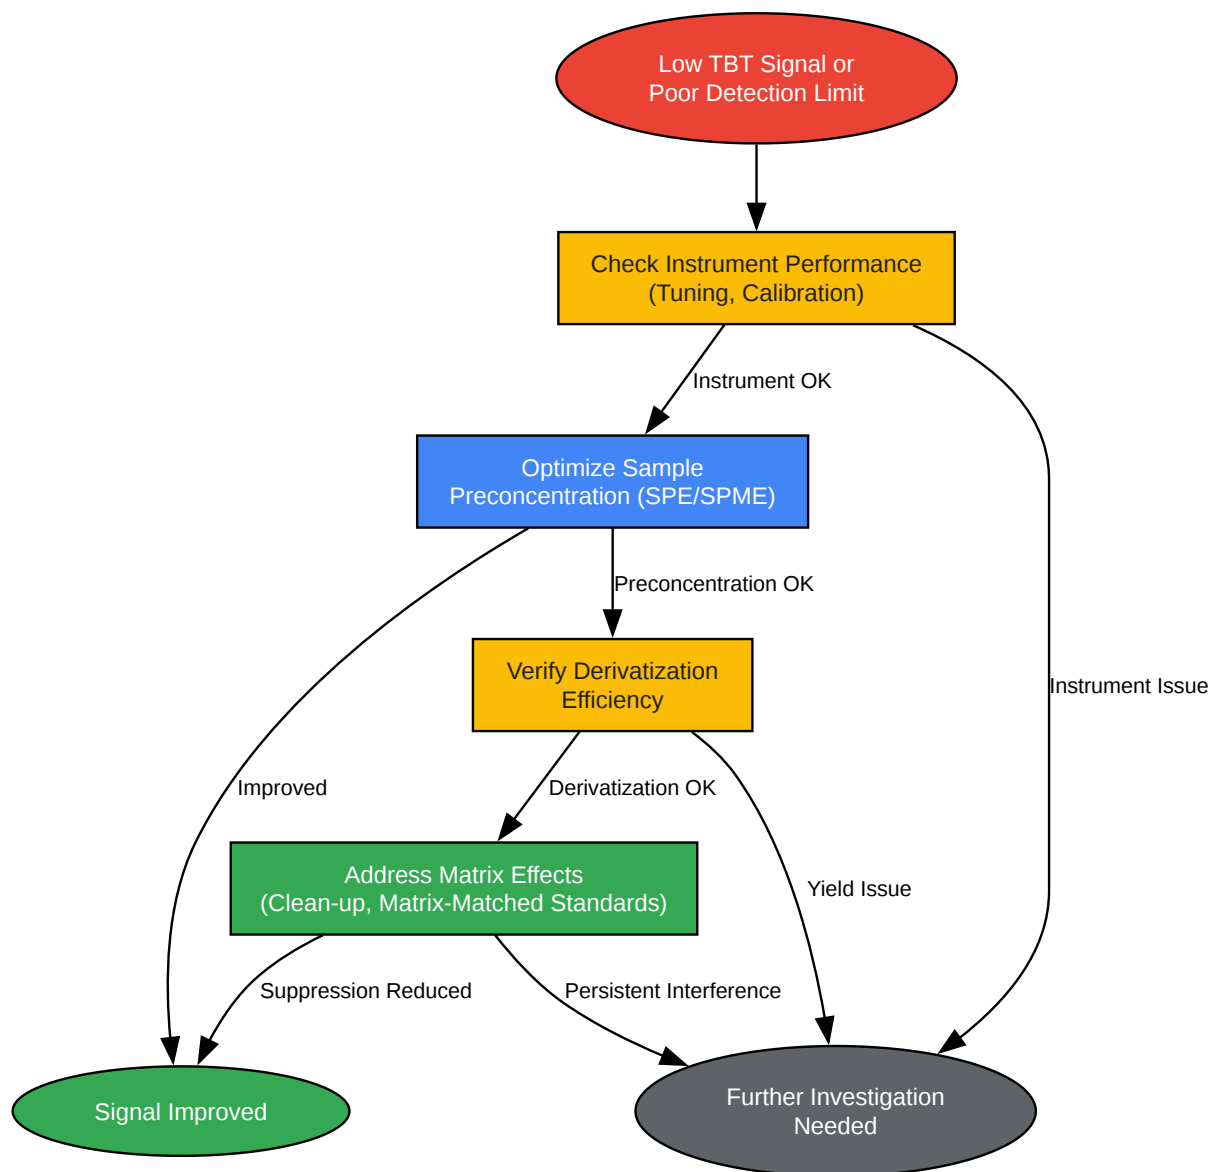 Low TBT Signal or
Poor Detection Limit
Check Instrument Performance
(Tuning, Calibration)
Instrument OK
Optimize Sample
Preconcentration (SPE/SPME)
Preconcentration OK
Verify Derivatization
Efficiency
Instrument Issue
Improved
Derivatization OK
Address Matrix Effects
(Clean-up, Matrix-Matched Standards)
Yield Issue
Suppression Reduced
Persistent Interference
Signal Improved
Further Investigation
Needed